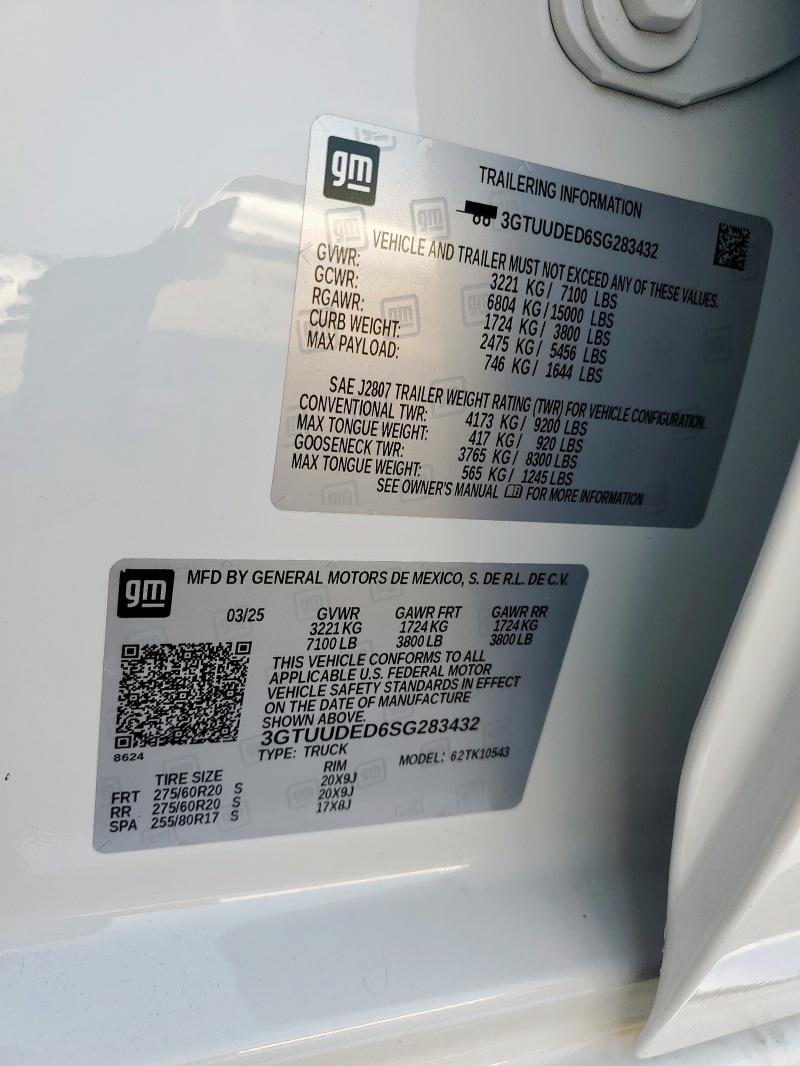 gm
TRAILERING INFORMATION
3GTUUDED6SG283432
VEHICLE AND TRAILER MUST NOT EXCEED ANY OF THESE VALUES.
GVWR: 3221 KG / 7100 LBS
GCWR: 6804 KG / 15000 LBS
RGAWR: 1724 KG / 3800 LBS
CURB WEIGHT: 2475 KG / 5456 LBS
MAX PAYLOAD: 746 KG / 1644 LBS
SAE J2807 TRAILER WEIGHT RATING (TWR) FOR VEHICLE CONFIGURATION.
CONVENTIONAL TWR: 4173 KG / 9200 LBS
MAX TONGUE WEIGHT: 417 KG / 920 LBS
GOOSENECK TWR: 3765 KG / 8300 LBS
MAX TONGUE WEIGHT: 565 KG / 1245 LBS
SEE OWNER'S MANUAL FOR MORE INFORMATION
gm
MFD BY GENERAL MOTORS DE MEXICO, S. DE R.L. DE C.V.
03/25 GVWR GAWR FRT GAWR RR
3221 KG 1724 KG 1724 KG
7100 LB 3800 LB 3800 LB
THIS VEHICLE CONFORMS TO ALL
APPLICABLE U.S. FEDERAL MOTOR
VEHICLE SAFETY STANDARDS IN EFFECT
ON THE DATE OF MANUFACTURE
SHOWN ABOVE.
3GTUUDED6SG283432
8624
TYPE: TRUCK MODEL: 62TK10543
TIRE SIZE RIM
FRT 275/60R20 S 20X9J
RR 275/60R20 S 20X9J
SPA 255/80R17 S 17X8J